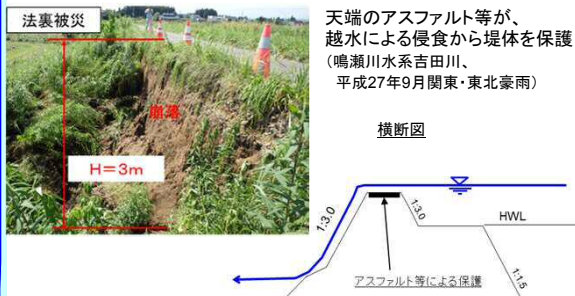 法裏被災
崩落
H=3m
天端のアスファルト等が、
越水による侵食から堤体を保護
(鳴瀬川水系吉田川、
平成27年9月関東・東北豪雨)
横断図
1:3.0
1:3.0
HWL
1:1.5
アスファルト等による保護